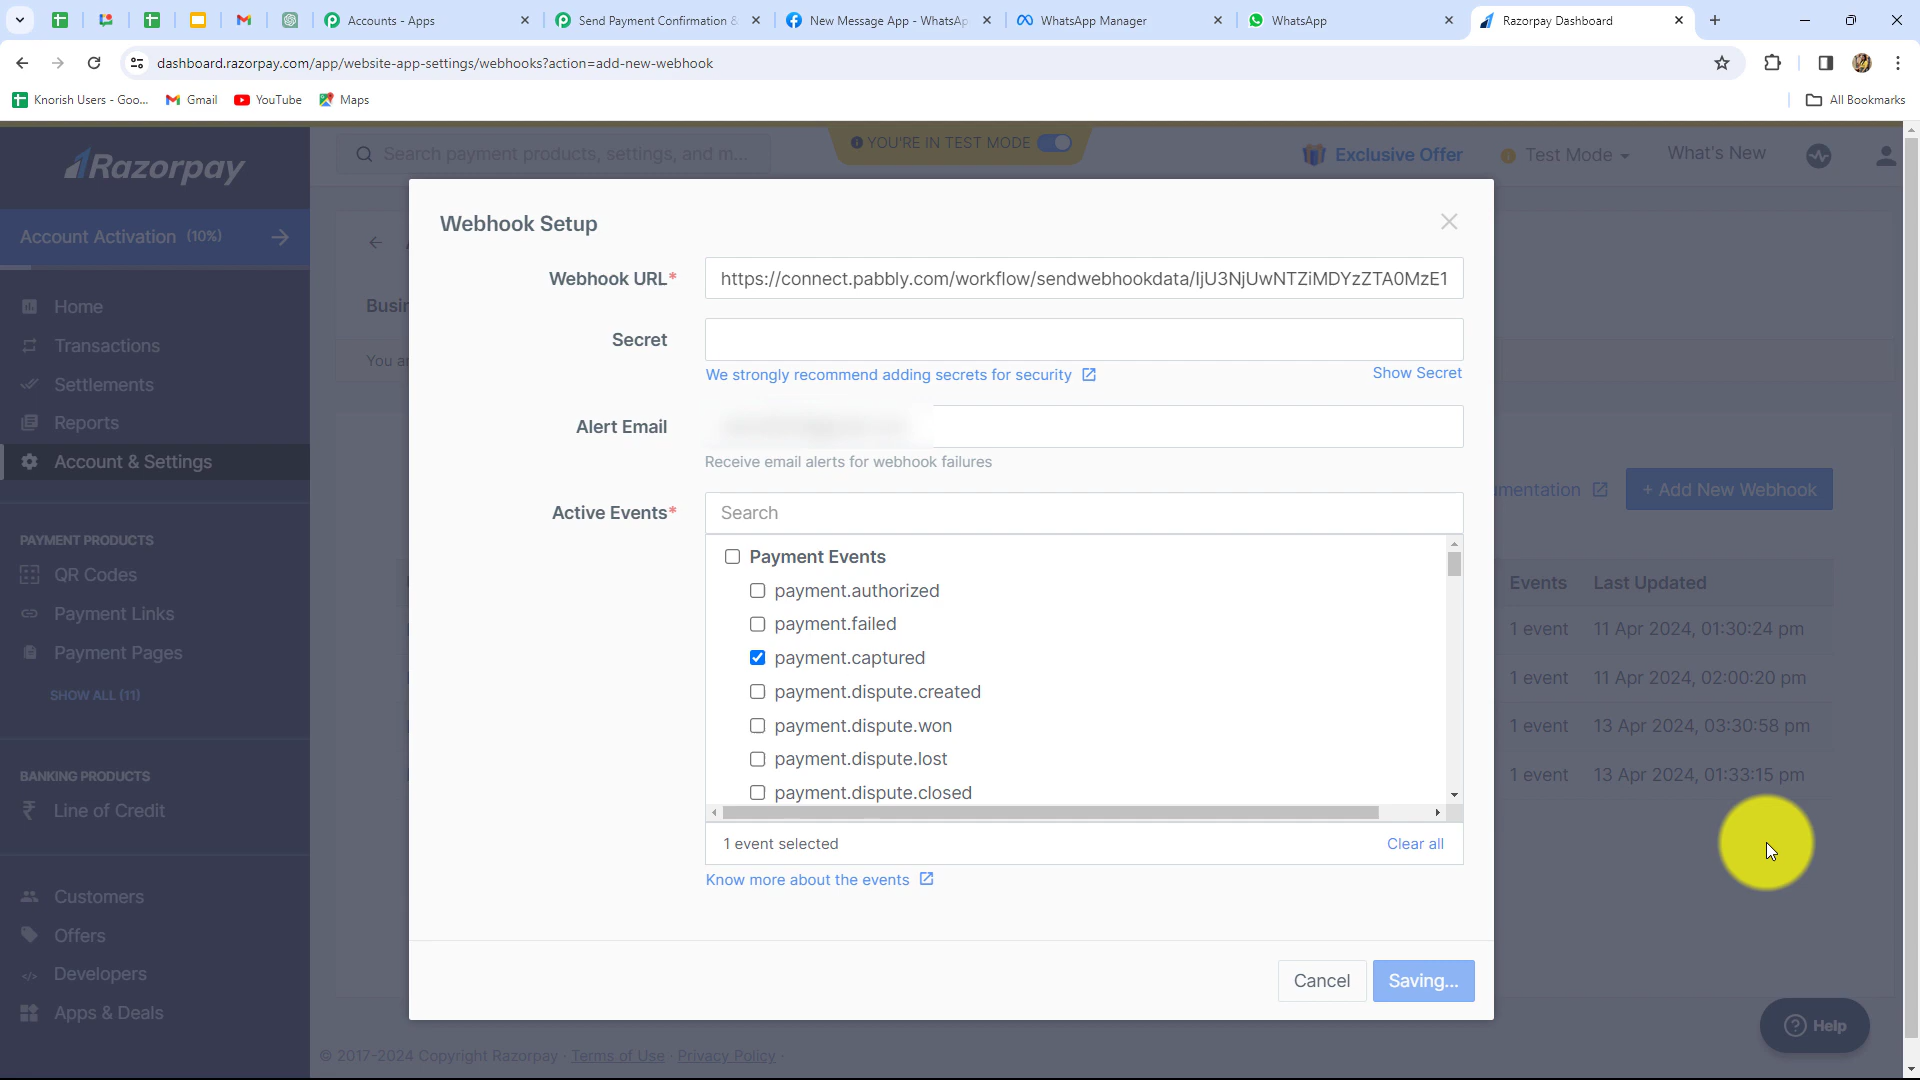 Accounts - Apps
Send Payment Confirmation &
New Message App - WhatsAp
WhatsApp Manager
WhatsApp
Razorpay Dashboard
dashboard.razorpay.com/app/website-app-settings/webhooks?action=add-new-webhook
Knorish Users - Goo...
Gmail
YouTube
Maps
All Bookmarks
Razorpay
Search payment products, settings, and m...
YOU'RE IN TEST MODE
Exclusive Offer
Test Mode
What's New
Account Activation (10%)
Home
Transactions
Settlements
Reports
Account & Settings
PAYMENT PRODUCTS
QR Codes
Payment Links
Payment Pages
SHOW ALL (11)
BANKING PRODUCTS
Line of Credit
Customers
Offers
Developers
Apps & Deals
Busin
You ar
Webhook Setup
Webhook URL*
https://connect.pabbly.com/workflow/sendwebhookdata/IjU3NjUwNTZiMDYzZTA0MzE1
Secret
We strongly recommend adding secrets for security
Show Secret
Alert Email
Receive email alerts for webhook failures
Active Events*
Search
Payment Events
payment.authorized
payment.failed
payment.captured
payment.dispute.created
payment.dispute.won
payment.dispute.lost
payment.dispute.closed
1 event selected
Clear all
Know more about the events
Cancel
Saving...
umentation
+ Add New Webhook
Events Last Updated
1 event 11 Apr 2024, 01:30:24 pm
1 event 11 Apr 2024, 02:00:20 pm
1 event 13 Apr 2024, 03:30:58 pm
1 event 13 Apr 2024, 01:33:15 pm
Help
© 2017-2024 Copyright Razorpay · Terms of Use · Privacy Policy ·